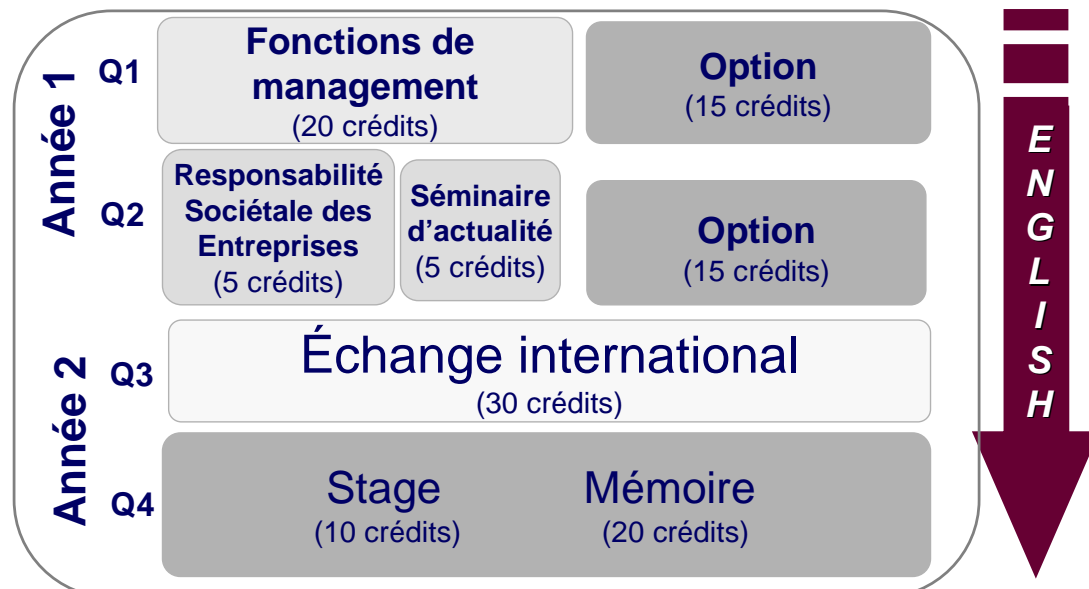 Année 1
Q1
Fonctions de
management
(20 crédits)
Option
(15 crédits)
Q2
Responsabilité
Sociétale des
Entreprises
(5 crédits)
Séminaire
d’actualité
(5 crédits)
Option
(15 crédits)
Année 2
Q3
Échange international
(30 crédits)
Q4
Stage
(10 crédits)
Mémoire
(20 crédits)
ENGLISH